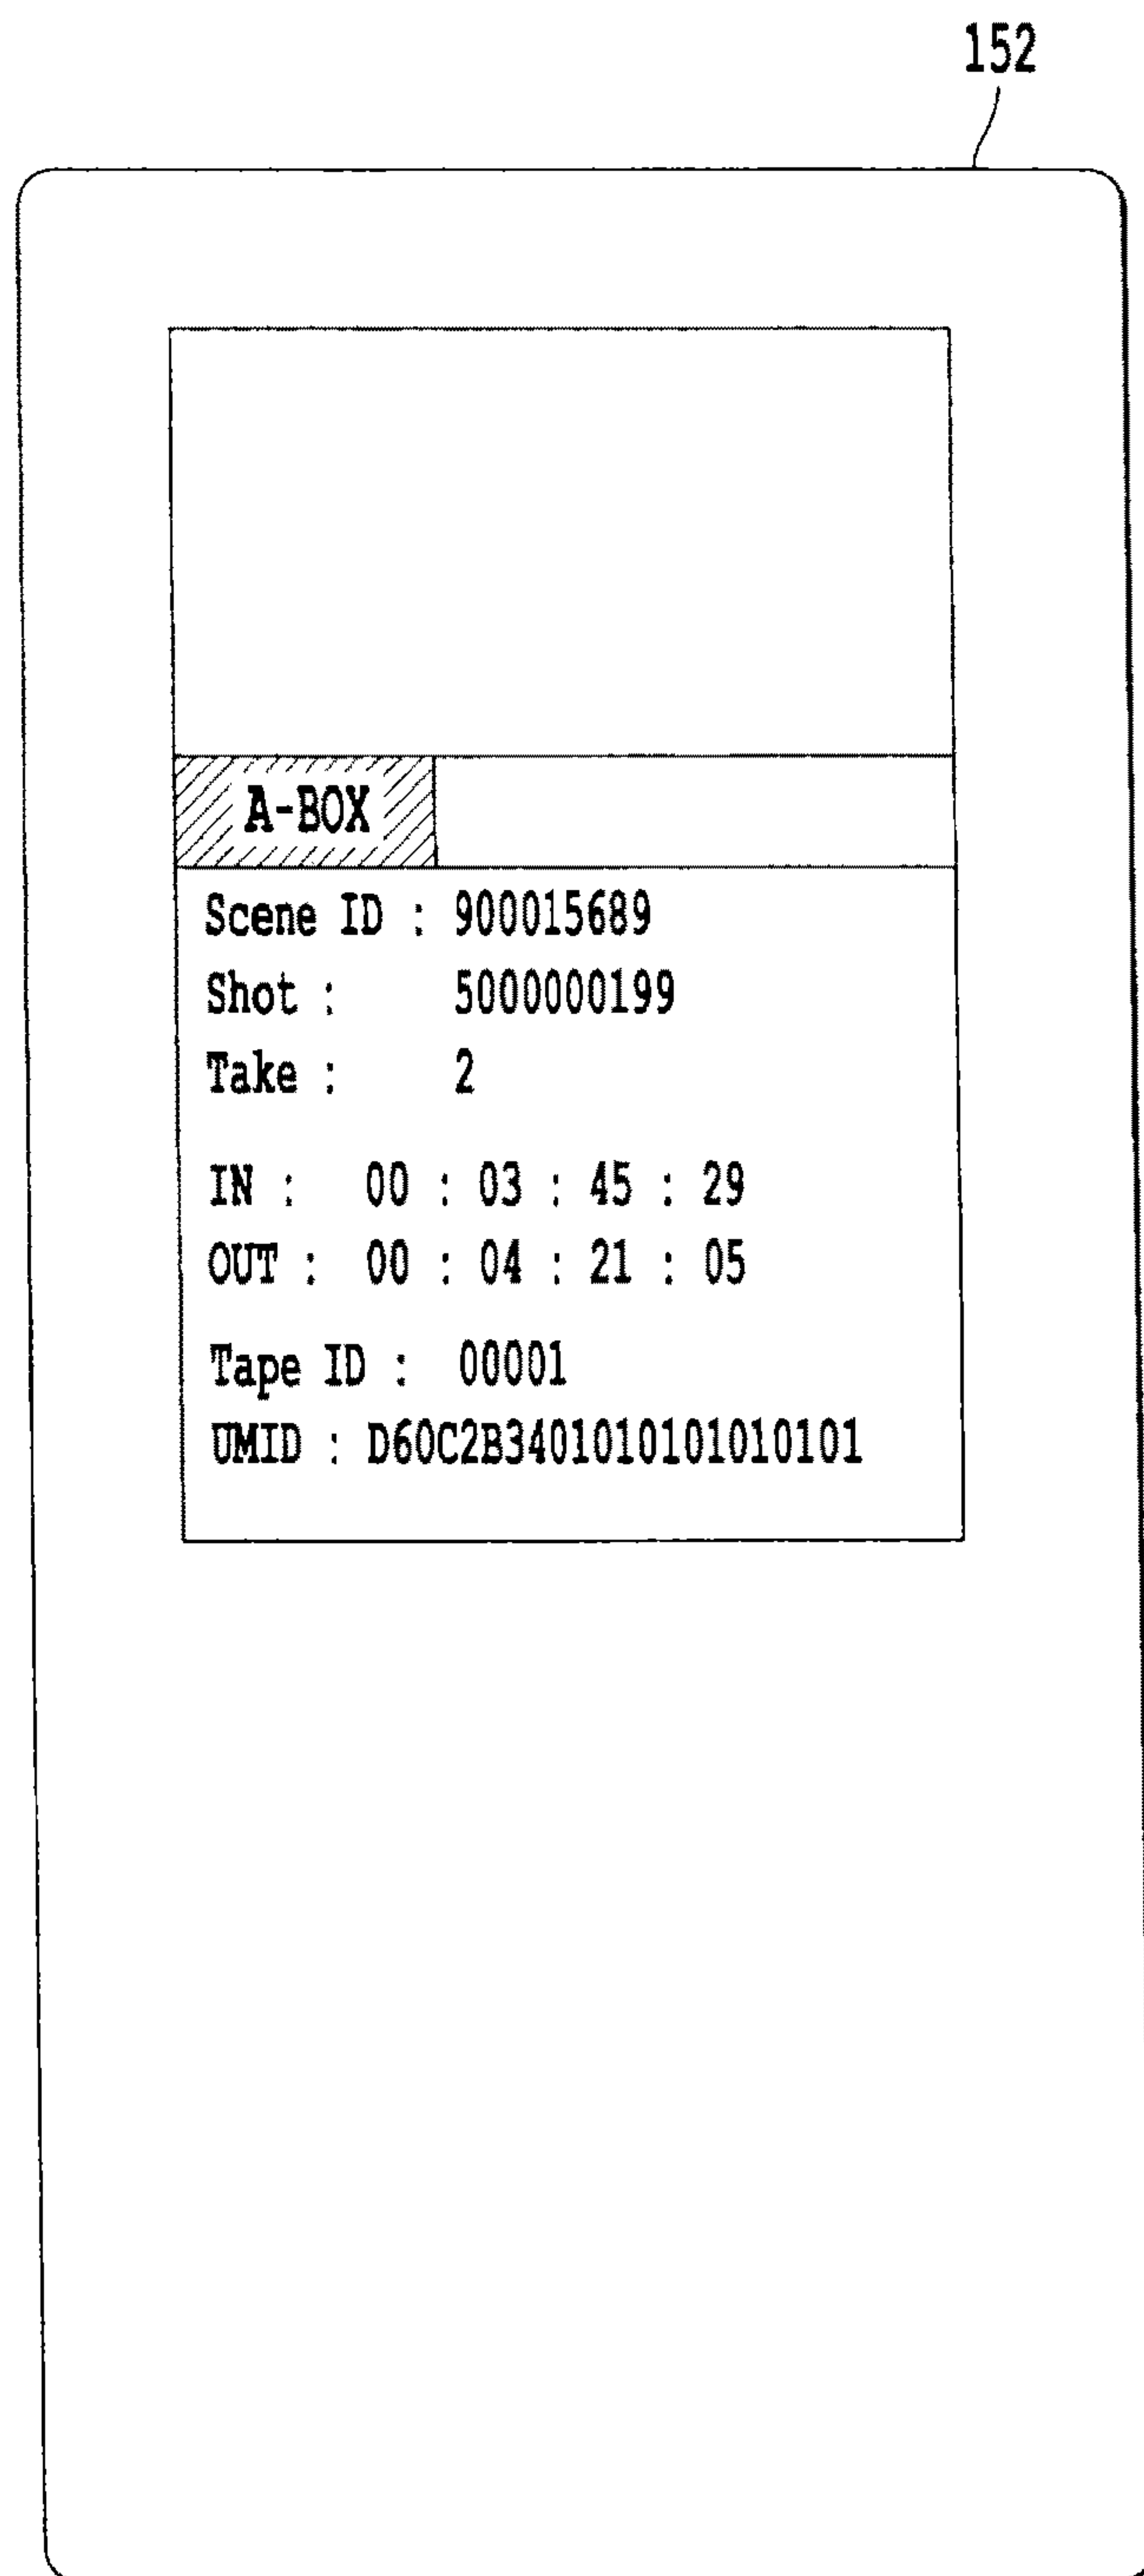 152
A-BOX
Scene ID : 900015689
Shot : 5000000199
Take : 2
IN : 00 : 03 : 45 : 29
OUT : 00 : 04 : 21 : 05
Tape ID : 00001
UMID : D60C2B3401010101010101